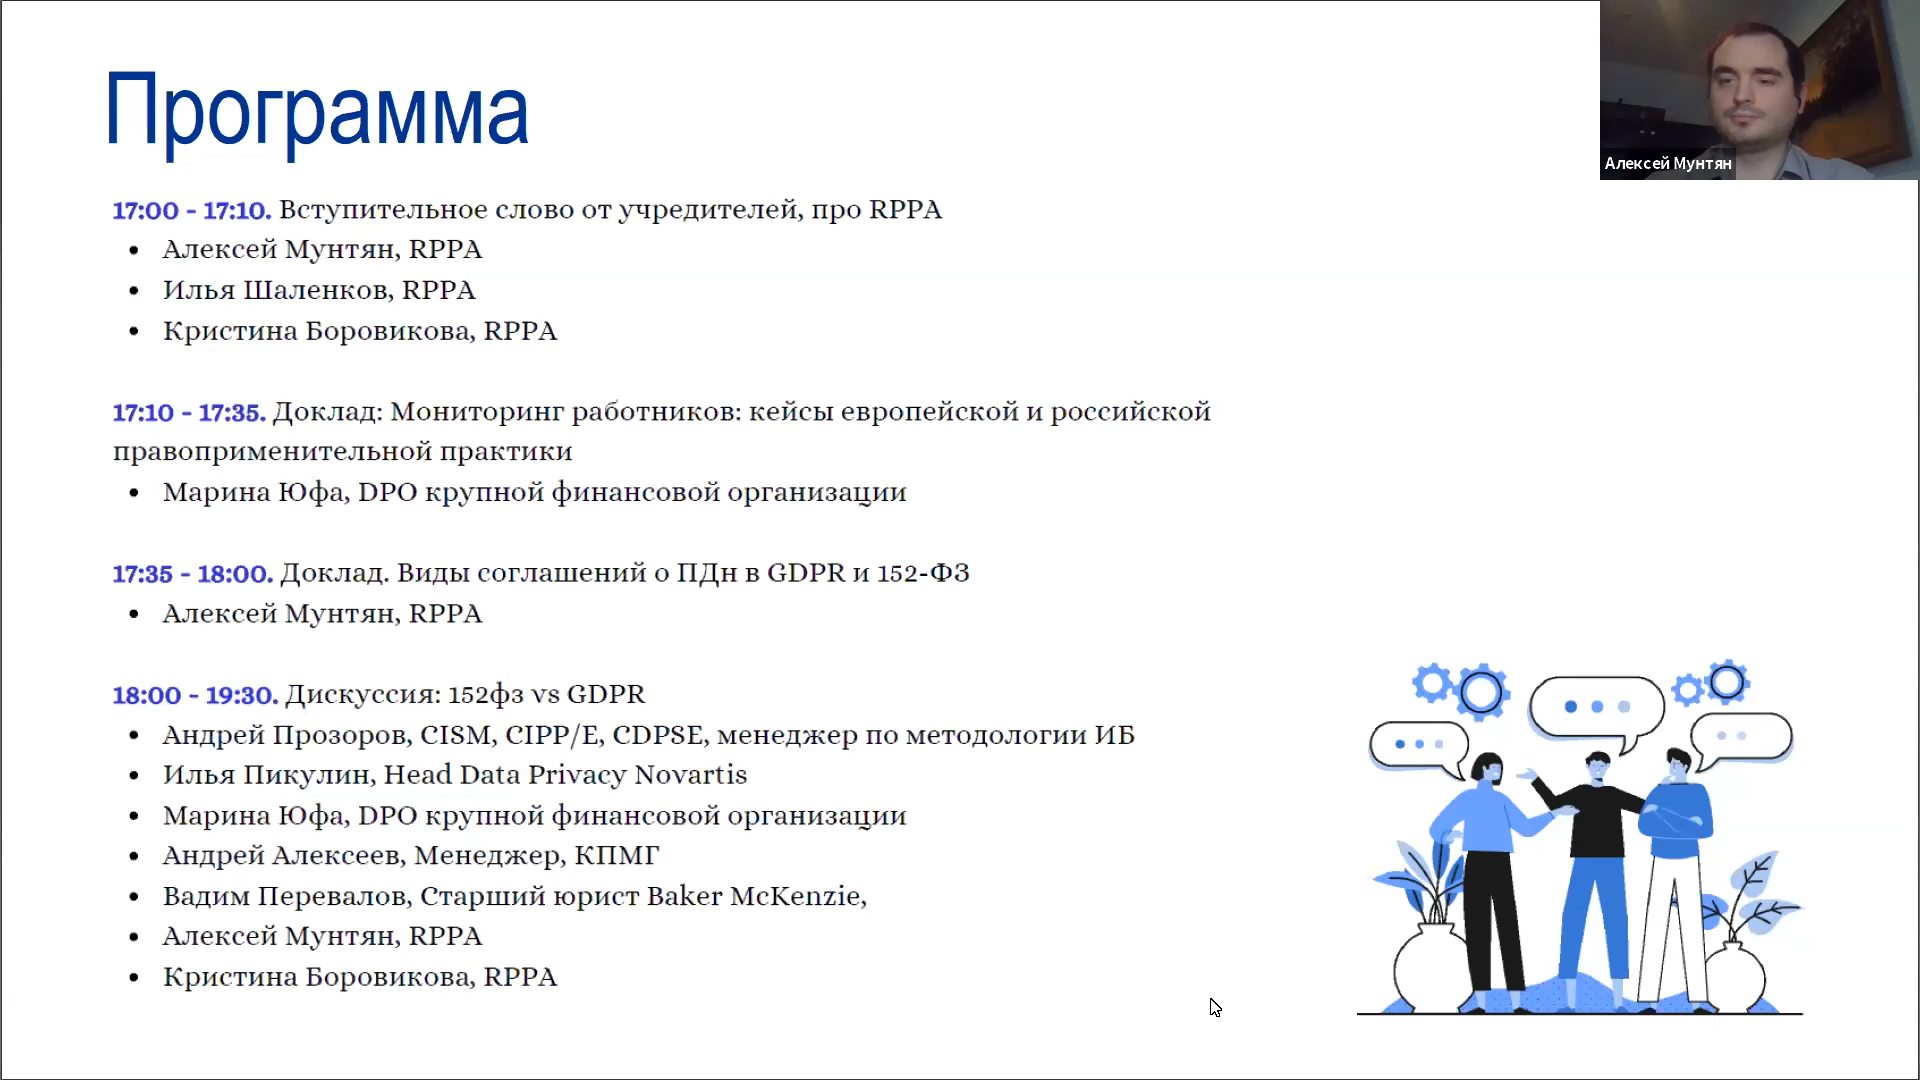 Программа
Алексей Мунтян
17:00 - 17:10. Вступительное слово от учредителей, про RPPA
• Алексей Мунтян, RPPA
• Илья Шаленков, RPPA
• Кристина Боровикова, RPPA
17:10 - 17:35. Доклад: Мониторинг работников: кейсы европейской и российской
правоприменительной практики
• Марина Юфа, DPO крупной финансовой организации
17:35 - 18:00. Доклад. Виды соглашений о ПДн в GDPR и 152-ФЗ
• Алексей Мунтян, RPPA
18:00 - 19:30. Дискуссия: 152фз vs GDPR
• Андрей Прозоров, CISM, CIPP/E, CDPSE, менеджер по методологии ИБ
• Илья Пикулин, Head Data Privacy Novartis
• Марина Юфа, DPO крупной финансовой организации
• Андрей Алексеев, Менеджер, КПМГ
• Вадим Перевалов, Старший юрист Baker McKenzie,
• Алексей Мунтян, RPPA
• Кристина Боровикова, RPPA